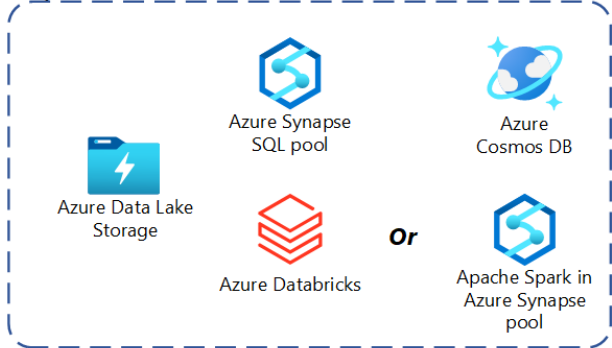 Azure Synapse
SQL pool
Azure
Cosmos DB
Azure Data Lake
Storage
Azure Databricks
Or
Apache Spark in
Azure Synapse
pool